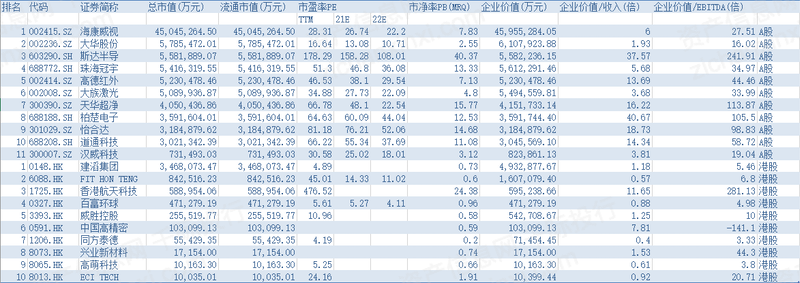 排名 代码 证券简称 总市值(万元) 流通市值(万元) 市盈率PE 市净率PB(MRQ) 企业价值(万元) 企业价值/收入(倍) 企业价值/EBITDA(倍)
TTM 21E 22E
1 002415.SZ 海康威视 45,045,264.50 45,045,264.50 28.31 26.74 22.2 7.83 45,955,284.05 6 27.51 A股
2 002236.SZ 大华股份 5,785,472.01 5,785,472.01 16.64 13.08 10.71 2.55 6,107,923.88 1.93 16.02 A股
3 603290.SH 斯达半导 5,581,889.07 5,581,889.07 178.29 158.28 108.01 40.37 5,582,236.15 37.57 241.91 A股
4 688772.SH 珠海冠宇 5,416,319.55 5,416,319.55 51.3 46.8 36.08 13.33 5,612,291.46 5.68 34.97 A股
5 002414.SZ 高德红外 5,230,478.46 5,230,478.46 46.53 38.1 29.54 7.13 5,230,478.46 13.69 44.46 A股
6 002008.SZ 大族激光 5,089,936.87 5,089,936.87 34.88 27.73 22.09 4.8 5,494,559.81 3.68 33.99 A股
7 300390.SZ 天华超净 4,050,436.86 4,050,436.86 66.78 48.1 22.54 15.77 4,151,733.14 16.22 113.87 A股
8 688188.SH 柏楚电子 3,591,604.01 3,591,604.01 64.63 60.09 44.04 12.53 3,591,744.90 40.67 105.5 A股
9 301029.SZ 怡合达 3,184,879.62 3,184,879.62 81.18 76.21 52.06 14.68 3,184,879.62 18.73 98.83 A股
10 688208.SH 道通科技 3,021,342.39 3,021,342.39 66.22 55.34 37.69 11.08 3,045,569.10 14.34 58.72 A股
11 300007.SZ 汉威科技 731,493.03 731,493.03 30.58 25.02 18.01 3.12 823,861.13 3.81 19.04 A股
1 0148.HK 建滔集团 3,468,073.47 3,468,073.47 4.89 0.73 4,932,877.67 1.18 5.46 港股
2 6088.HK FIT HON TENG 842,516.23 842,516.23 45.01 14.33 11.02 0.6 1,607,079.40 0.57 6.8 港股
3 1725.HK 香港航天科技 588,954.06 588,954.06 476.52 24.38 595,238.66 11.65 281.13 港股
4 0327.HK 百富环球 471,279.19 471,279.19 5.61 5.27 4.11 0.96 471,279.19 0.88 4.98 港股
5 3393.HK 威胜控股 255,519.77 255,519.77 10.96 0.58 542,708.67 1.25 10 港股
6 0591.HK 中国高精密 103,099.13 103,099.13 0.59 103,099.13 7.81 -141.1 港股
7 1206.HK 同方泰德 55,429.35 55,429.35 4.19 0.2 71,454.45 0.4 3.33 港股
8 8073.HK 兴业新材料 17,154.00 17,154.00 0.74 17,154.00 1.53 44.3 港股
9 8065.HK 高萌科技 10,163.30 10,163.30 5.25 0.66 10,163.30 0.61 3.8 港股
10 8013.HK ECI TECH 10,035.01 10,035.01 24.16 1.91 10,399.44 0.92 20.71 港股